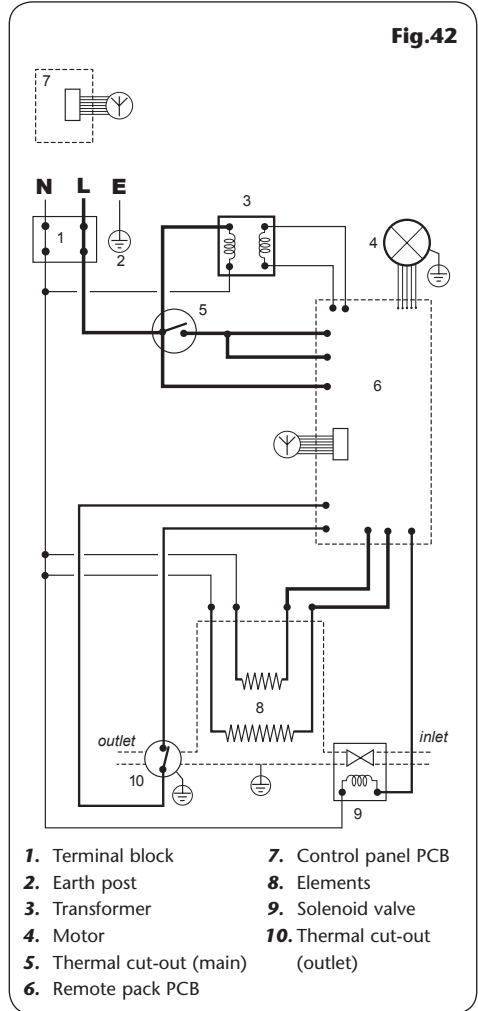 Fig.42
7
N L E
1
2
3
4
5
6
8
outlet
inlet
10
9
1. Terminal block
2. Earth post
3. Transformer
4. Motor
5. Thermal cut-out (main)
6. Remote pack PCB
7. Control panel PCB
8. Elements
9. Solenoid valve
10. Thermal cut-out
(outlet)